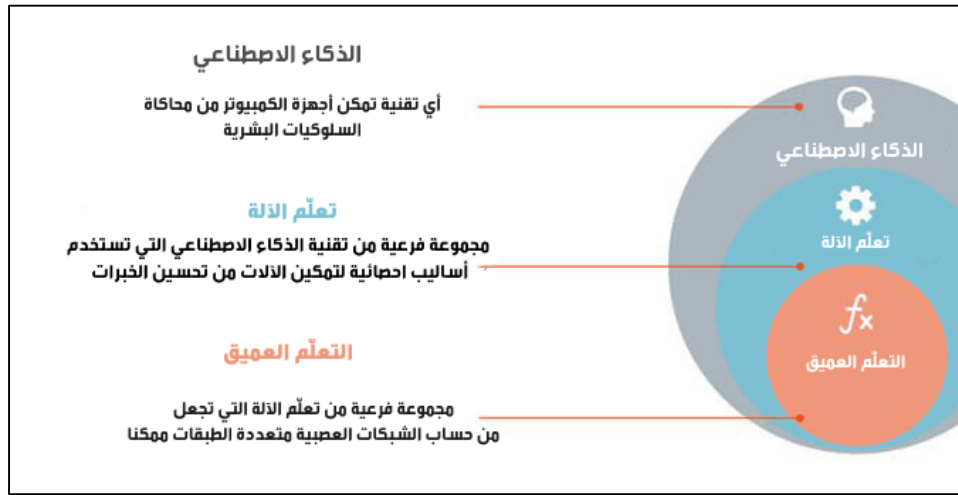 الذكاء الاصطناعي
أي تقنية تمكن أجهزة الكمبيوتر من محاكاة
السلوكيات البشرية
تعلّم الآلة
مجموعة فرعية من تقنية الذكاء الاصطناعي التي تستخدم
أساليب احصائية لتمكين الآلات من تحسين الخبرات
التعلّم العميق
مجموعة فرعية من تعلّم الآلة التي تجعل
من حساب الشبكات العصبية متعددة الطبقات ممكنا
الذكاء الاصطناعي
تعلّم الآلة
fx
التعلّم العميق